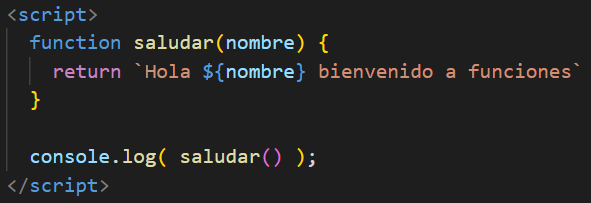 <script>
function saludar(nombre) {
return `Hola ${nombre} bienvenido a funciones`
}
console.log( saludar() );
</script>